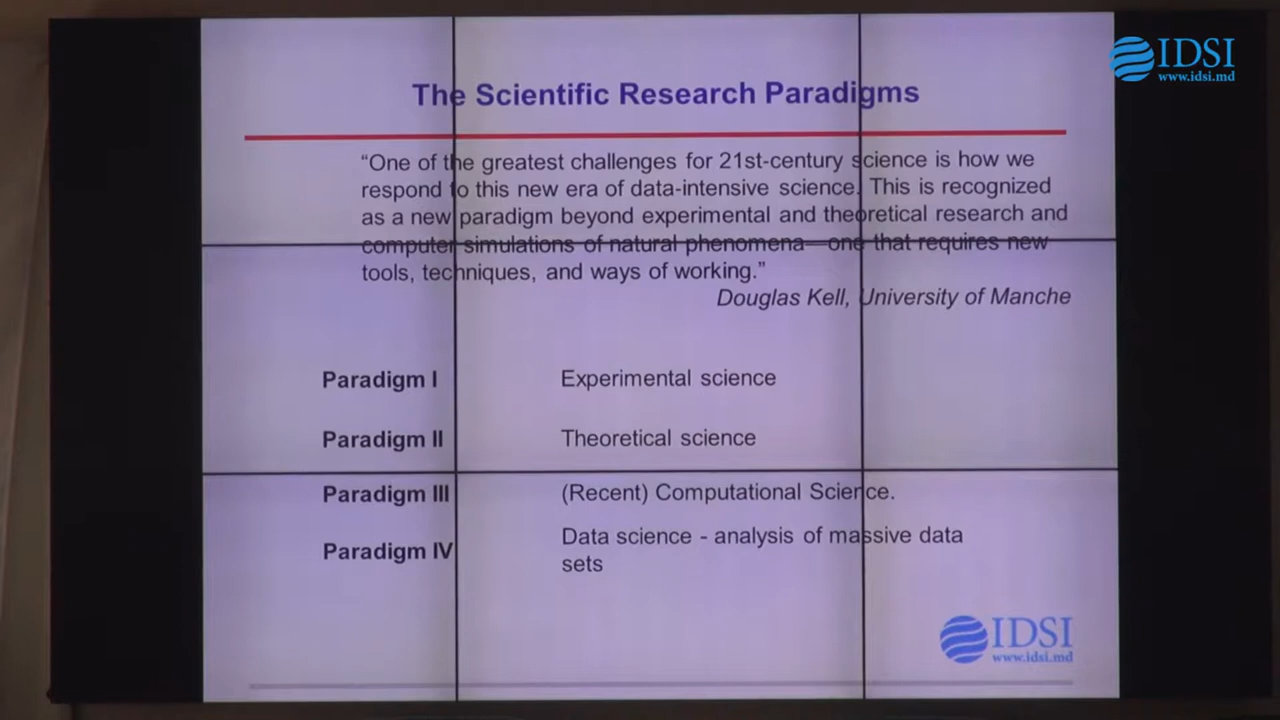 IDSI
www.idsi.md
The Scientific Research Paradigms
“One of the greatest challenges for 21st-century science is how we
respond to this new era of data-intensive science. This is recognized
as a new paradigm beyond experimental and theoretical research and
computer simulations of natural phenomena—one that requires new
tools, techniques, and ways of working.”
Douglas Kell, University of Manche
Paradigm I Experimental science
Paradigm II Theoretical science
Paradigm III (Recent) Computational Science.
Paradigm IV Data science - analysis of massive data
sets
IDSI
www.idsi.md